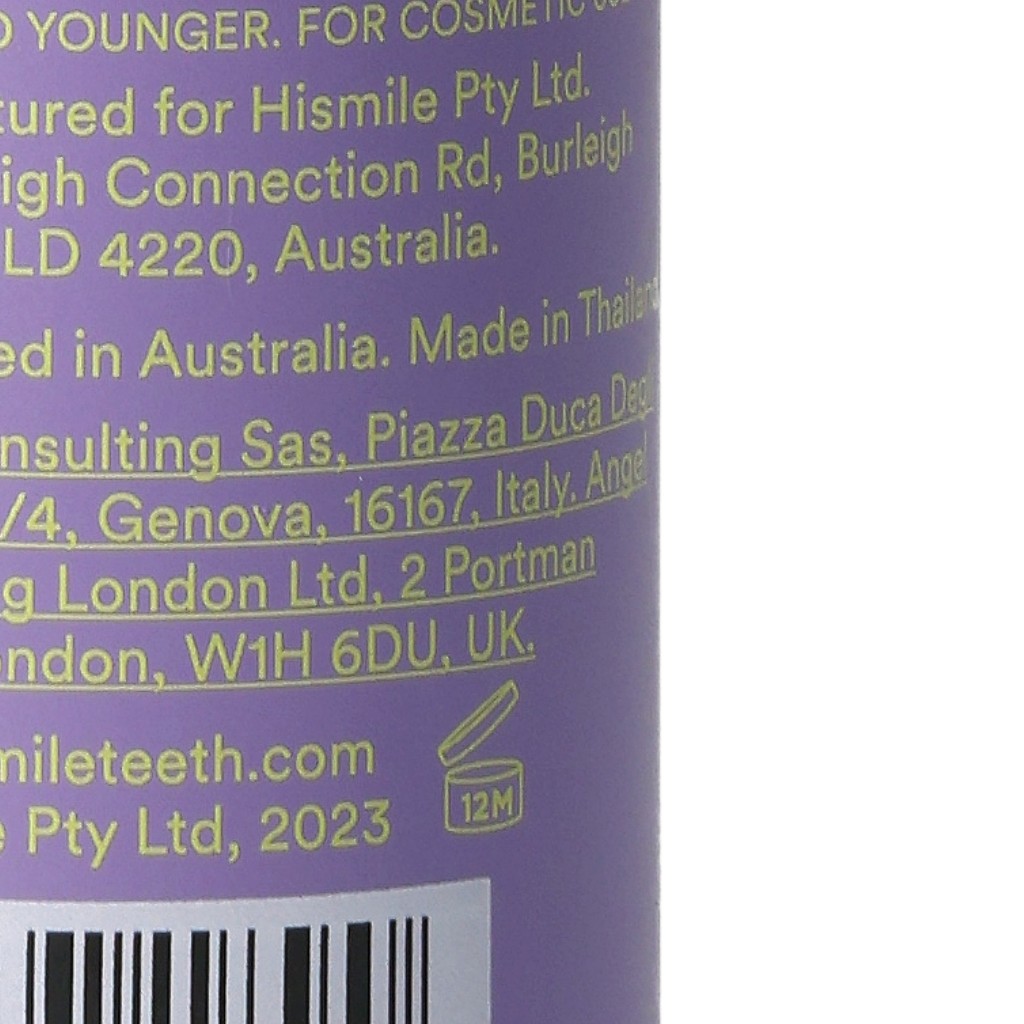 YOUNGER. FOR COSMETIC
tured for Hismile Pty Ltd.
igh Connection Rd, Burleigh
LD 4220, Australia.
ed in Australia. Made in Thailand
nsulting Sas, Piazza Duca Degli
/4, Genova, 16167, Italy. Angel
g London Ltd, 2 Portman
ondon, W1H 6DU, UK.
mileteeth.com
e Pty Ltd, 2023
12M